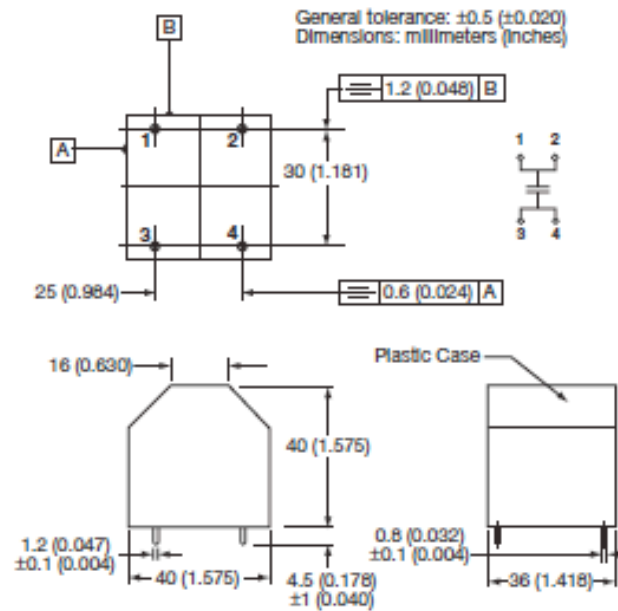 General tolerance: ±0.5 (±0.020)
Dimensions: millimeters (inches)
B
1.2 (0.048) B
A
1 2
30 (1.181)
1 2
3 4
3 4
25 (0.984)
0.6 (0.024) A
16 (0.630)
Plastic Case
40 (1.575)
1.2 (0.047)
±0.1 (0.004)
40 (1.575)
4.5 (0.178)
±1 (0.040)
0.8 (0.032)
±0.1 (0.004)
36 (1.418)